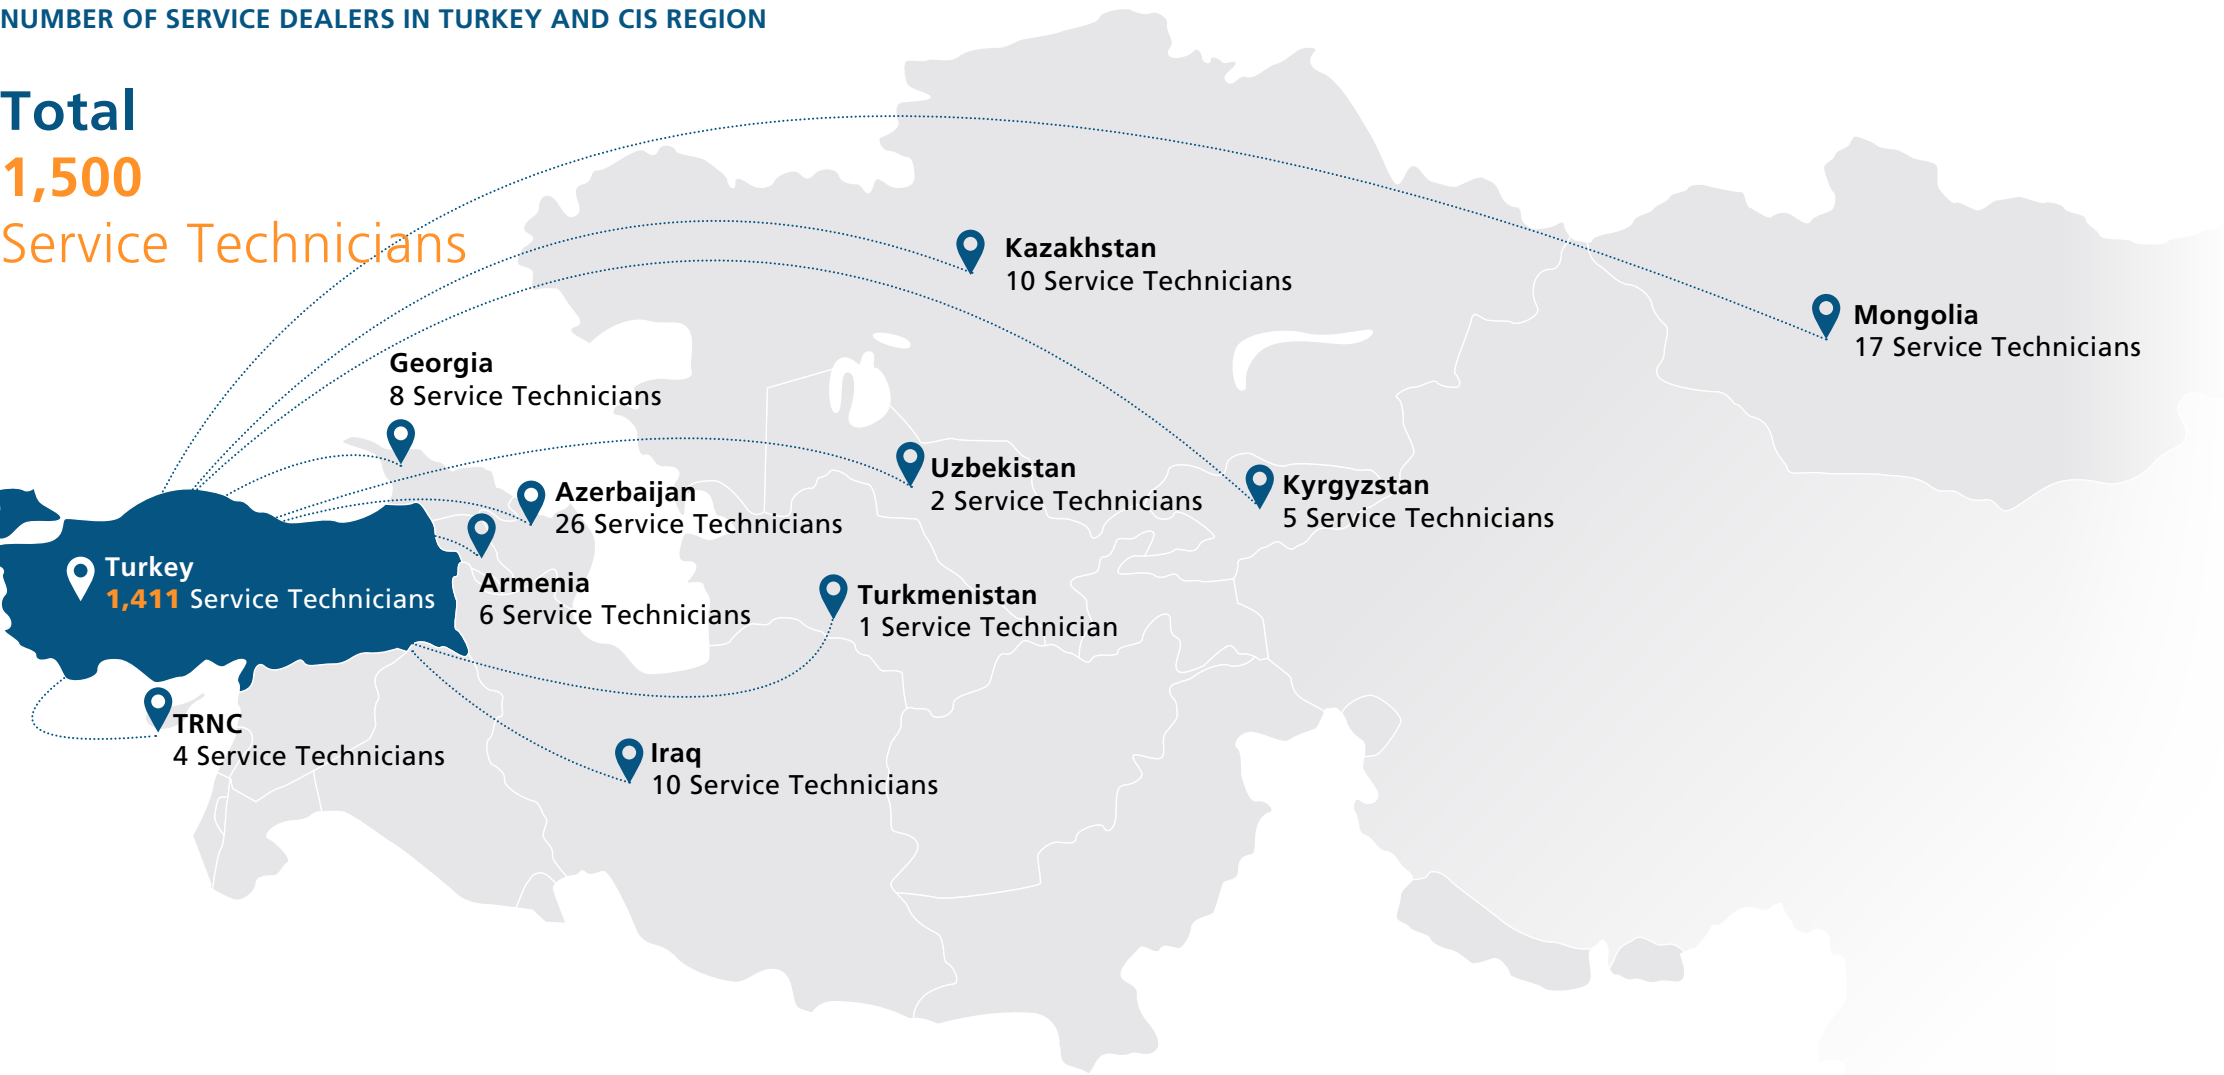 NUMBER OF SERVICE DEALERS IN TURKEY AND CIS REGION
Total
1,500
Service Technicians
Kazakhstan
10 Service Technicians
Mongolia
17 Service Technicians
Georgia
8 Service Technicians
Uzbekistan
2 Service Technicians
Kyrgyzstan
5 Service Technicians
Azerbaijan
26 Service Technicians
Turkey
1,411 Service Technicians
Armenia
6 Service Technicians
Turkmenistan
1 Service Technician
TRNC
4 Service Technicians
Iraq
10 Service Technicians